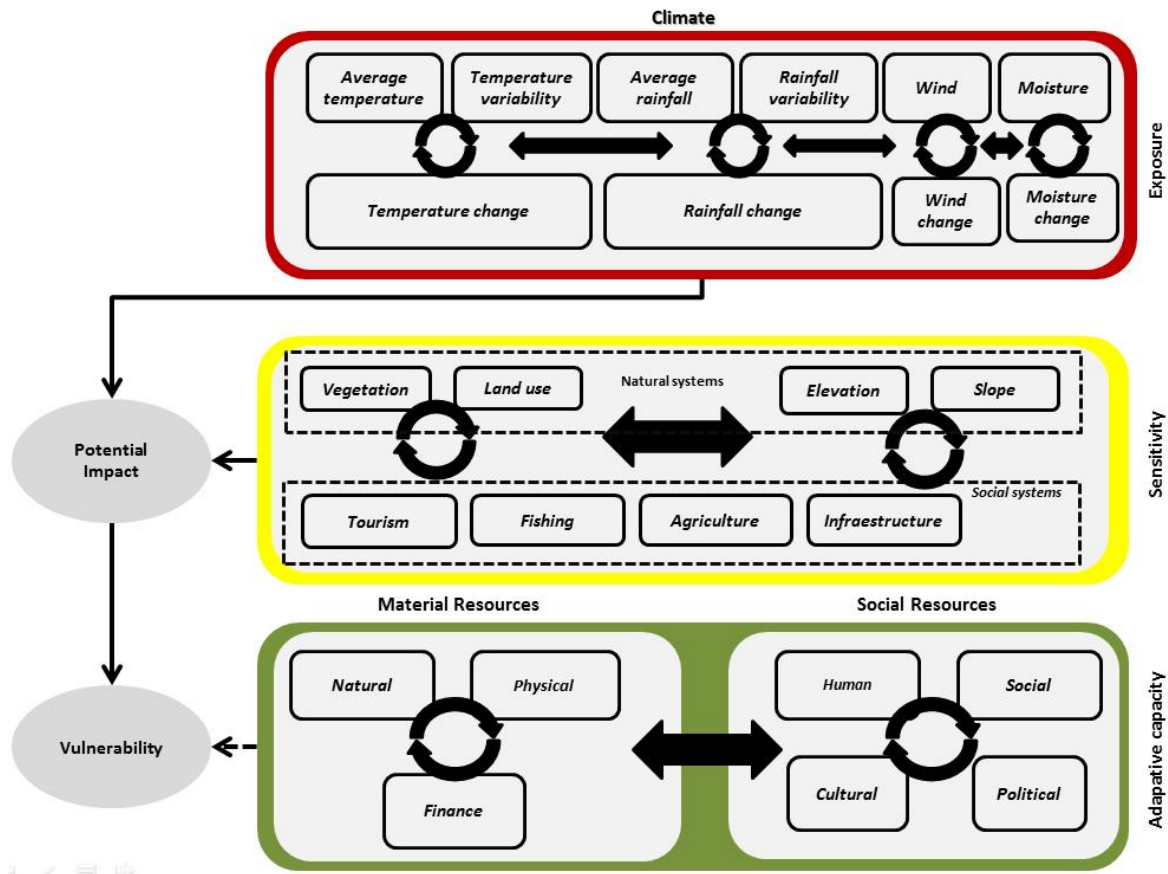 Climate
Average
temperature
Temperature
variability
Average
rainfall
Rainfall
variability
Wind
Moisture
Temperature change
Rainfall change
Wind
change
Moisture
change
Exposure
Vegetation
Land use
Natural systems
Elevation
Slope
Potential
Impact
Social systems
Tourism
Fishing
Agriculture
Infraestructure
Sensitivity
Material Resources
Social Resources
Natural
Physical
Human
Social
Vulnerability
Finance
Cultural
Political
Adapative capacity